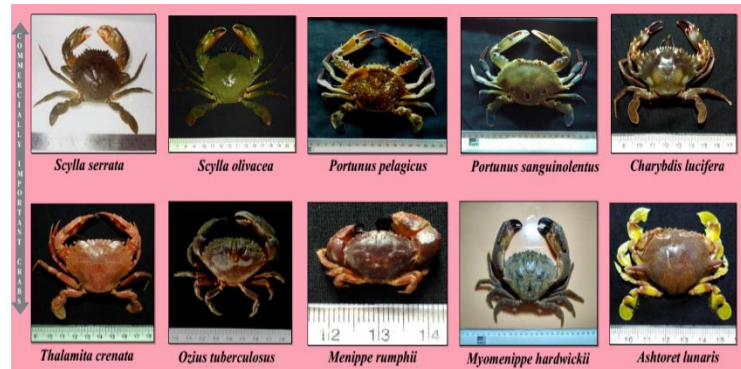 COMMERCIALLY IMPORTANT CRABS
Scylla serrata
Scylla olivacea
Portunus pelagicus
Portunus sanguinolentus
Charybdis lucifera
Thalamita crenata
Ozius tuberculosus
Menippe rumphii
Myomenippe hardwickii
Ashtoret lunaris
12 13 14